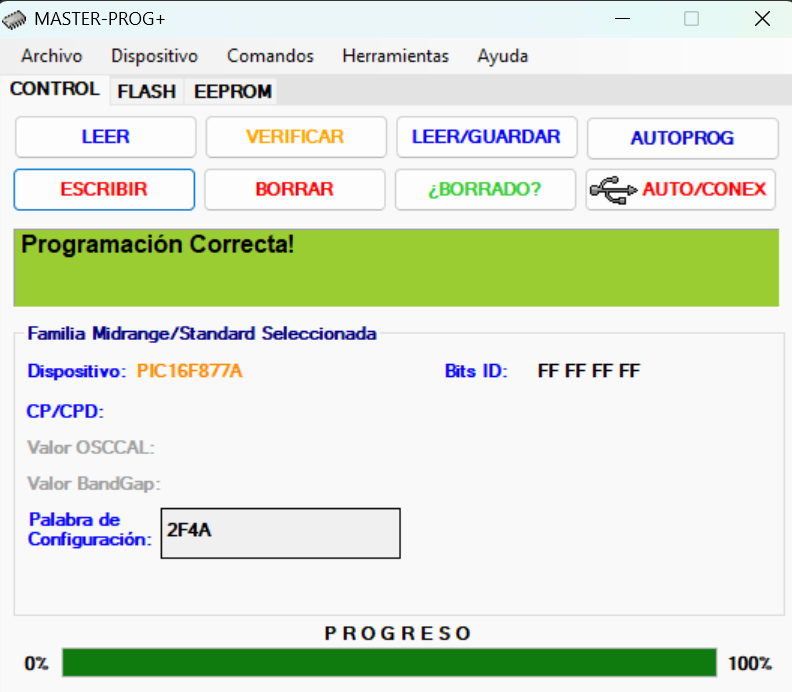 MASTER-PROG+
Archivo Dispositivo Comandos Herramientas Ayuda
CONTROL FLASH EEPROM
LEER VERIFICAR LEER/GUARDAR AUTOPROG
ESCRIBIR BORRAR ¿BORRADO? AUTO/CONEX
Programación Correcta!
Familia Midrange/Standard Seleccionada
Dispositivo: PIC16F877A Bits ID: FF FF FF FF
CP/CPD:
Valor OSCCAL:
Valor BandGap:
Palabra de
Configuración: 2F4A
PROGRESO
0% 100%